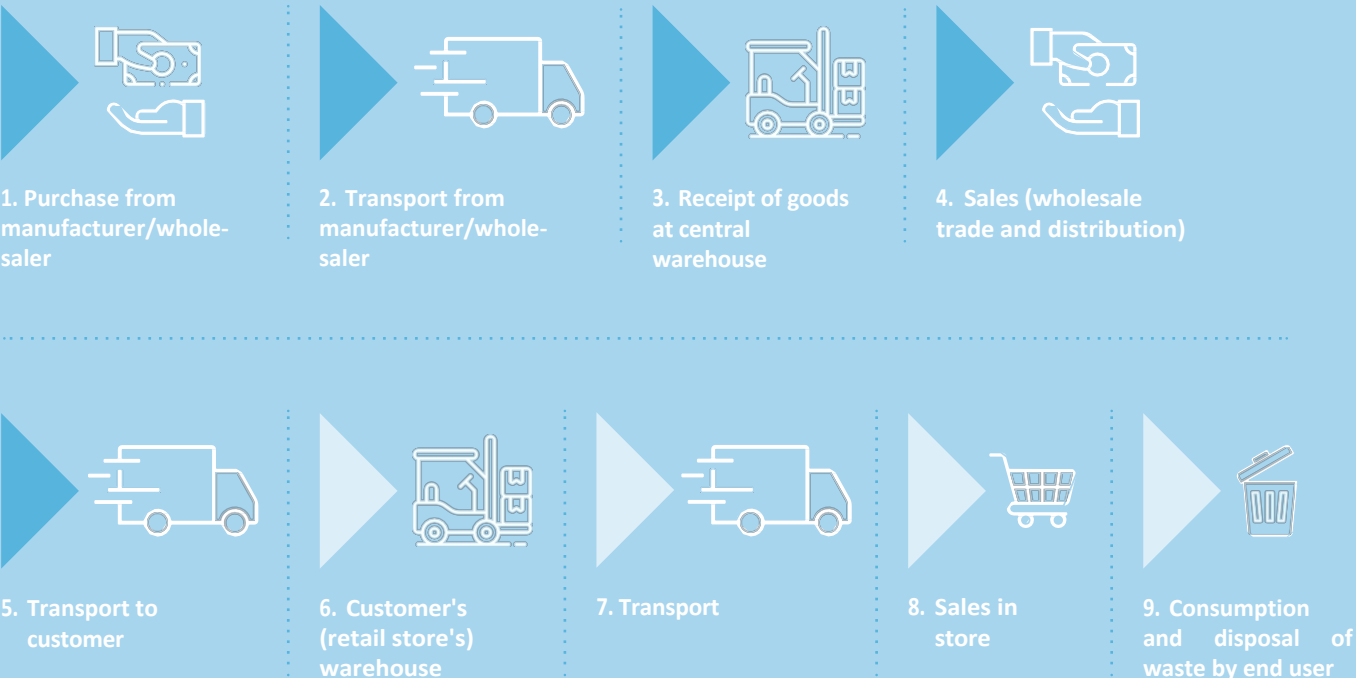 1. Purchase from
manufacturer/whole-
saler
2. Transport from
manufacturer/whole-
saler
3. Receipt of goods
at central
warehouse
4. Sales (wholesale
trade and distribution)
5. Transport to
customer
6. Customer's
(retail store's)
warehouse
7. Transport
8. Sales in
store
9. Consumption
and disposal of
waste by end user